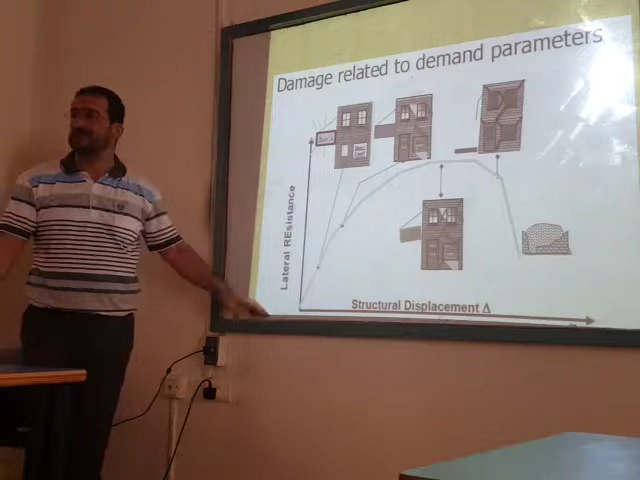 Damage related to demand parameters
Lateral REsistance
Structural Displacement Δ